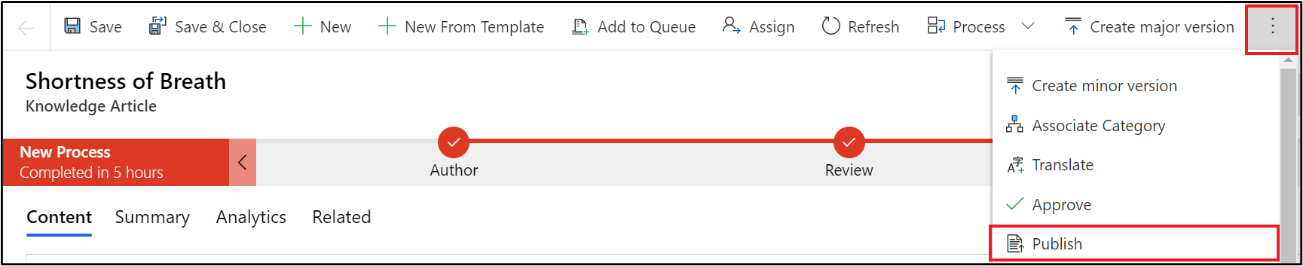 Save Save & Close New New From Template Add to Queue Assign Refresh Process Create major version
Shortness of Breath
Knowledge Article
New Process
Completed in 5 hours
Author Review
Content Summary Analytics Related
Create minor version
Associate Category
Translate
Approve
Publish